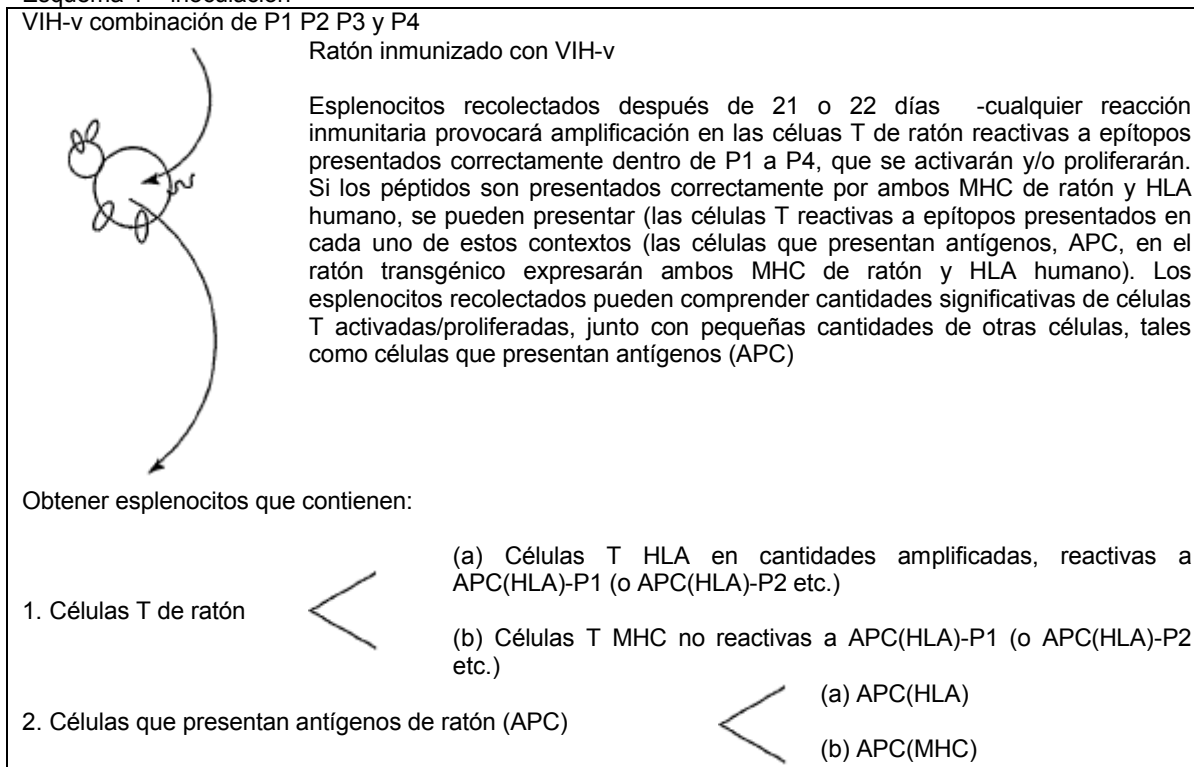 VIH-v combinación de P1 P2 P3 y P4
Ratón inmunizado con VIH-v
Esplenocitos recolectados después de 21 o 22 días -cualquier reacción
inmunitaria provocará amplificación en las céluas T de ratón reactivas a epítopos
presentados correctamente dentro de P1 a P4, que se activarán y/o proliferarán.
Si los péptidos son presentados correctamente por ambos MHC de ratón y HLA
humano, se pueden presentar (las células T reactivas a epítopos presentados en
cada uno de estos contextos (las células que presentan antígenos, APC, en el
ratón transgénico expresarán ambos MHC de ratón y HLA humano). Los
esplenocitos recolectados pueden comprender cantidades significativas de células
T activadas/proliferadas, junto con pequeñas cantidades de otras células, tales
como células que presentan antígenos (APC)
Obtener esplenocitos que contienen:
(a) Células T HLA en cantidades amplificadas, reactivas a
APC(HLA)-P1 (o APC(HLA)-P2 etc.)
1. Células T de ratón
(b) Células T MHC no reactivas a APC(HLA)-P1 (o APC(HLA)-P2
etc.)
(a) APC(HLA)
2. Células que presentan antígenos de ratón (APC)
(b) APC(MHC)